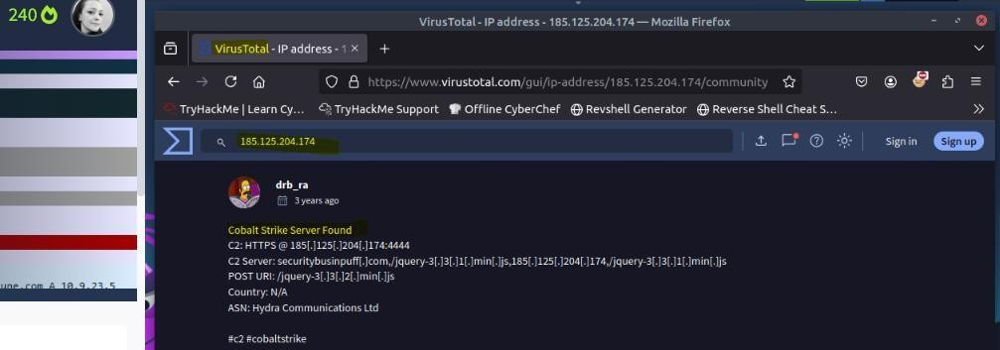 240
VirusTotal - IP address - 185.125.204.174 — Mozilla Firefox
VirusTotal - IP address - 1
https://www.virustotal.com/gui/ip-address/185.125.204.174/community
TryHackMe | Learn Cy... TryHackMe Support Offline CyberChef Revshell Generator Reverse Shell Cheat S...
185.125.204.174 Sign in Sign up
drb_ra
3 years ago
Cobalt Strike Server Found
C2: HTTPS @ 185[.]125[.]204[.]174:4444
C2 Server: securitybusinpuff[.]com,/jquery-3[.]3[.]1[.]min[.]js,185[.]125[.]204[.]174,/jquery-3[.]3[.]1[.]min[.]js
POST URI: /jquery-3[.]3[.]2[.]min[.]js
Country: N/A
ASN: Hydra Communications Ltd
#c2 #cobaltstrike
une.com A 10.9.23.5